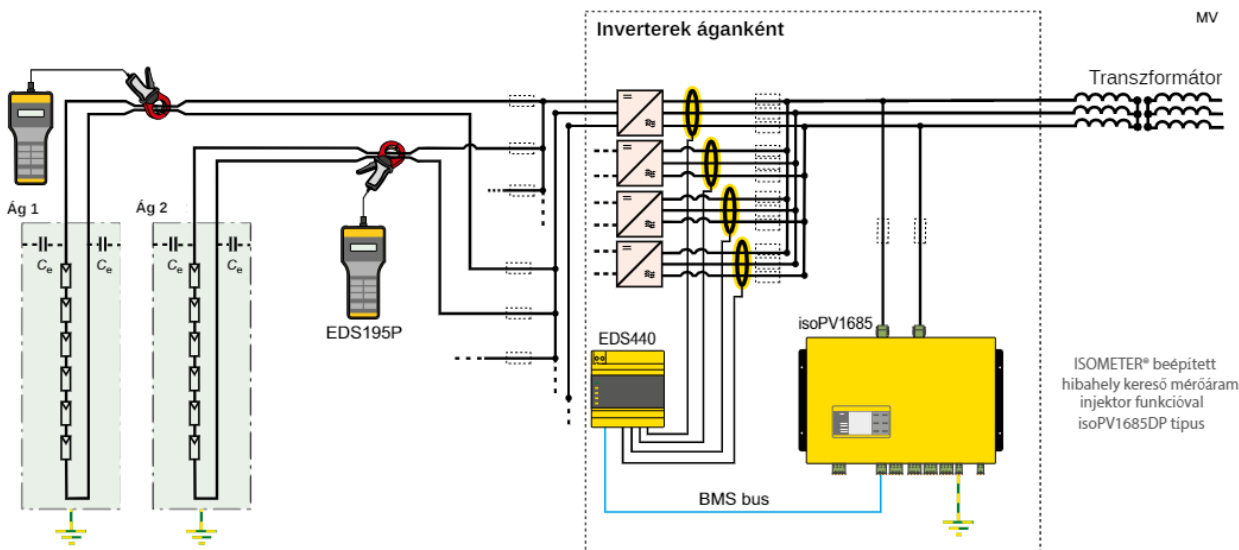 MV
Inverterek áganként
Transzformátor
Ág 1
Ág 2
Ce
Ce
Ce
Ce
EDS195P
EDS440
isoPV1685
ISOMETER® beépített
hibahely kereső mérőáram
injektor funkcióval
isoPV1685DP típus
BMS bus